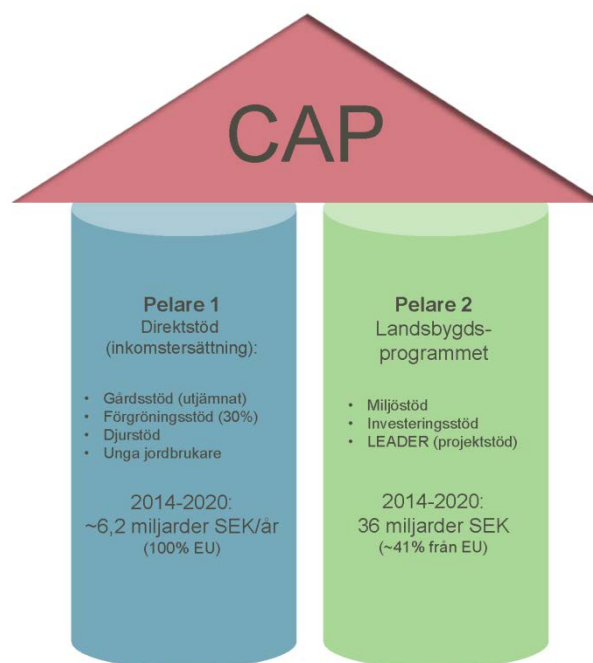 CAP
Pelare 1
Direktstöd
(inkomstersättning):
• Gårdsstöd (utjämnat)
• Förgröningsstöd (30%)
• Djurstöd
• Unga jordbrukare
2014-2020:
~6,2 miljarder SEK/år
(100% EU)
Pelare 2
Landsbygds-
programmet
• Miljöstöd
• Investeringsstöd
• LEADER (projektstöd)
2014-2020:
36 miljarder SEK
(~41% från EU)